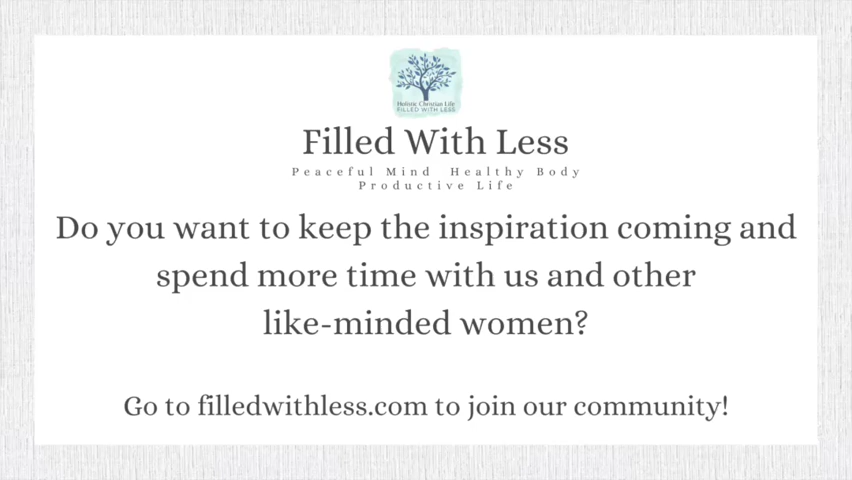 Holistic Christian Life
FILLED WITH LESS
Filled With Less
Peaceful Mind Healthy Body
Productive Life
Do you want to keep the inspiration coming and
spend more time with us and other
like-minded women?
Go to filledwithless.com to join our community!